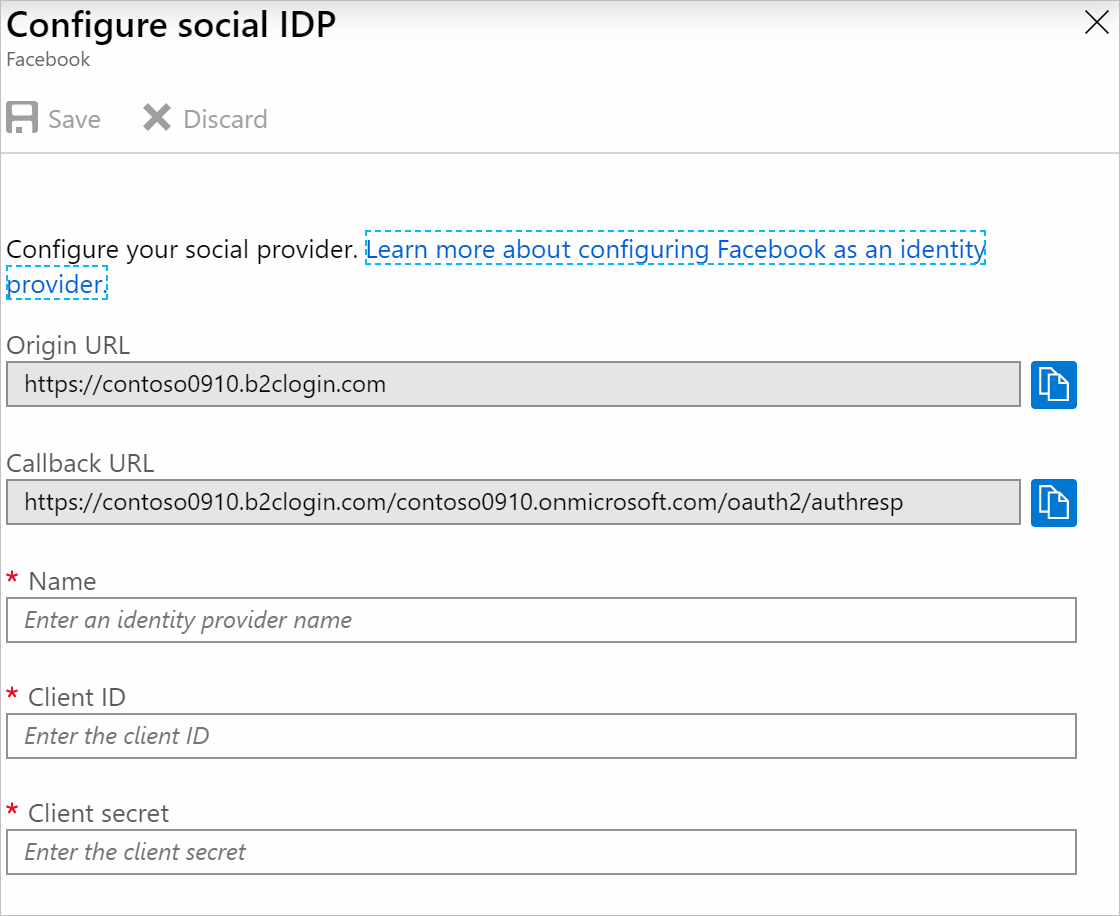 Configure social IDP
Facebook
Save Discard
Configure your social provider. Learn more about configuring Facebook as an identity
provider.
Origin URL
https://contoso0910.b2clogin.com
Callback URL
https://contoso0910.b2clogin.com/contoso0910.onmicrosoft.com/oauth2/authresp
* Name
Enter an identity provider name
* Client ID
Enter the client ID
* Client secret
Enter the client secret